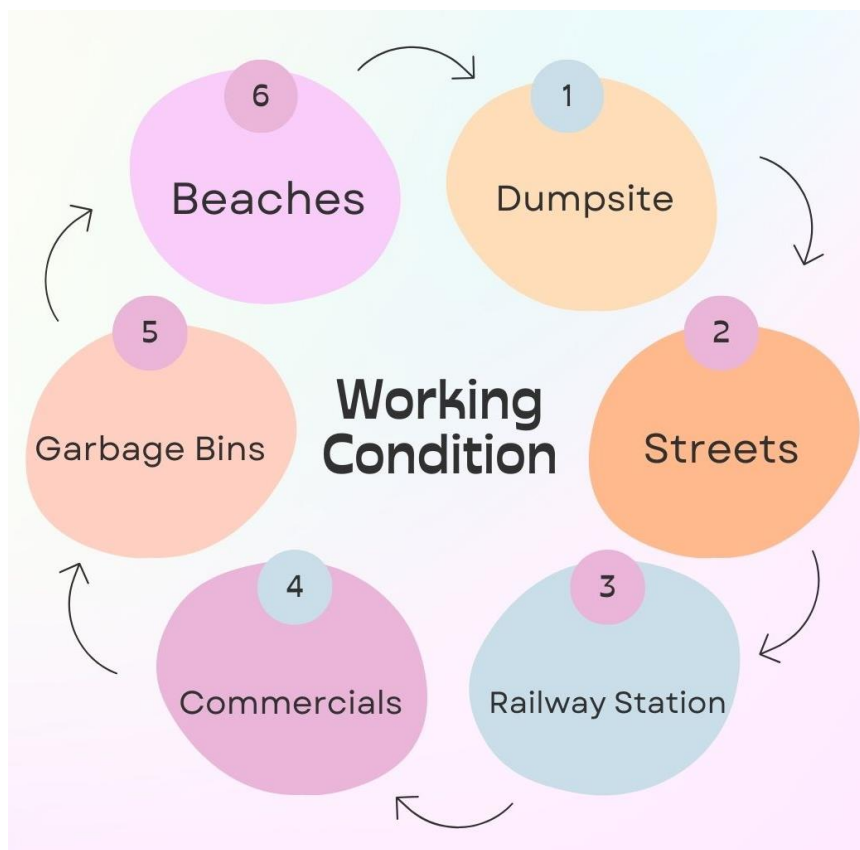 Working
Condition
1
Dumpsite
2
Streets
3
Railway Station
4
Commercials
5
Garbage Bins
6
Beaches